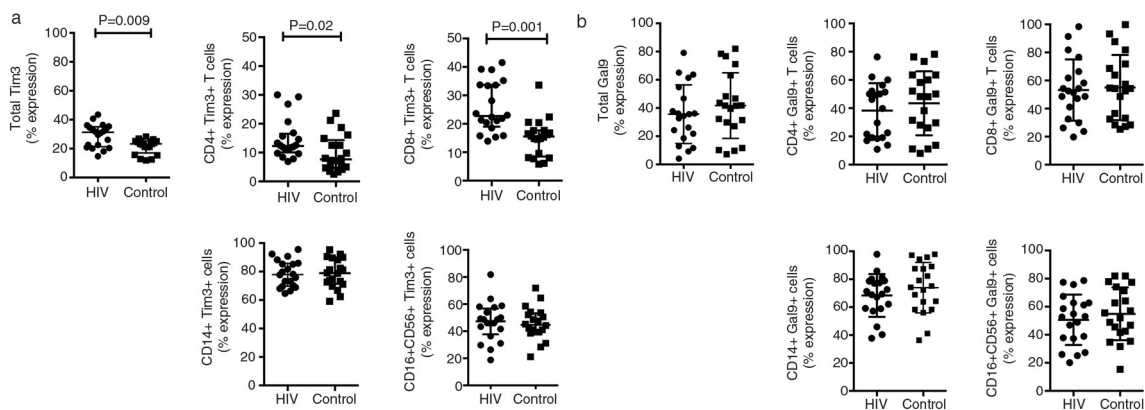 a
P=0.009
Total Tim3
(% expression)
100
80
60
40
20
0
HIV Control
P=0.02
CD4+ Tim3+ T cells
(% expression)
50
40
30
20
10
0
HIV Control
P=0.001
CD8+ Tim3+ T cells
(% expression)
50
40
30
20
10
0
HIV Control
CD14+ Tim3+ cells
(% expression)
100
80
60
40
20
0
HIV Control
CD16+CD56+ Tim3+ cells
(% expression)
100
80
60
40
20
0
HIV Control
b
Total Gal9
(% expression)
100
80
60
40
20
0
HIV Control
CD4+ Gal9+ T cells
(% expression)
100
80
60
40
20
0
HIV Control
CD8+ Gal9+ T cells
(% expression)
100
80
60
40
20
0
HIV Control
CD14+ Gal9+ cells
(% expression)
100
80
60
40
20
0
HIV Control
CD16+CD56+ Gal9+ cells
(% expression)
100
80
60
40
20
0
HIV Control